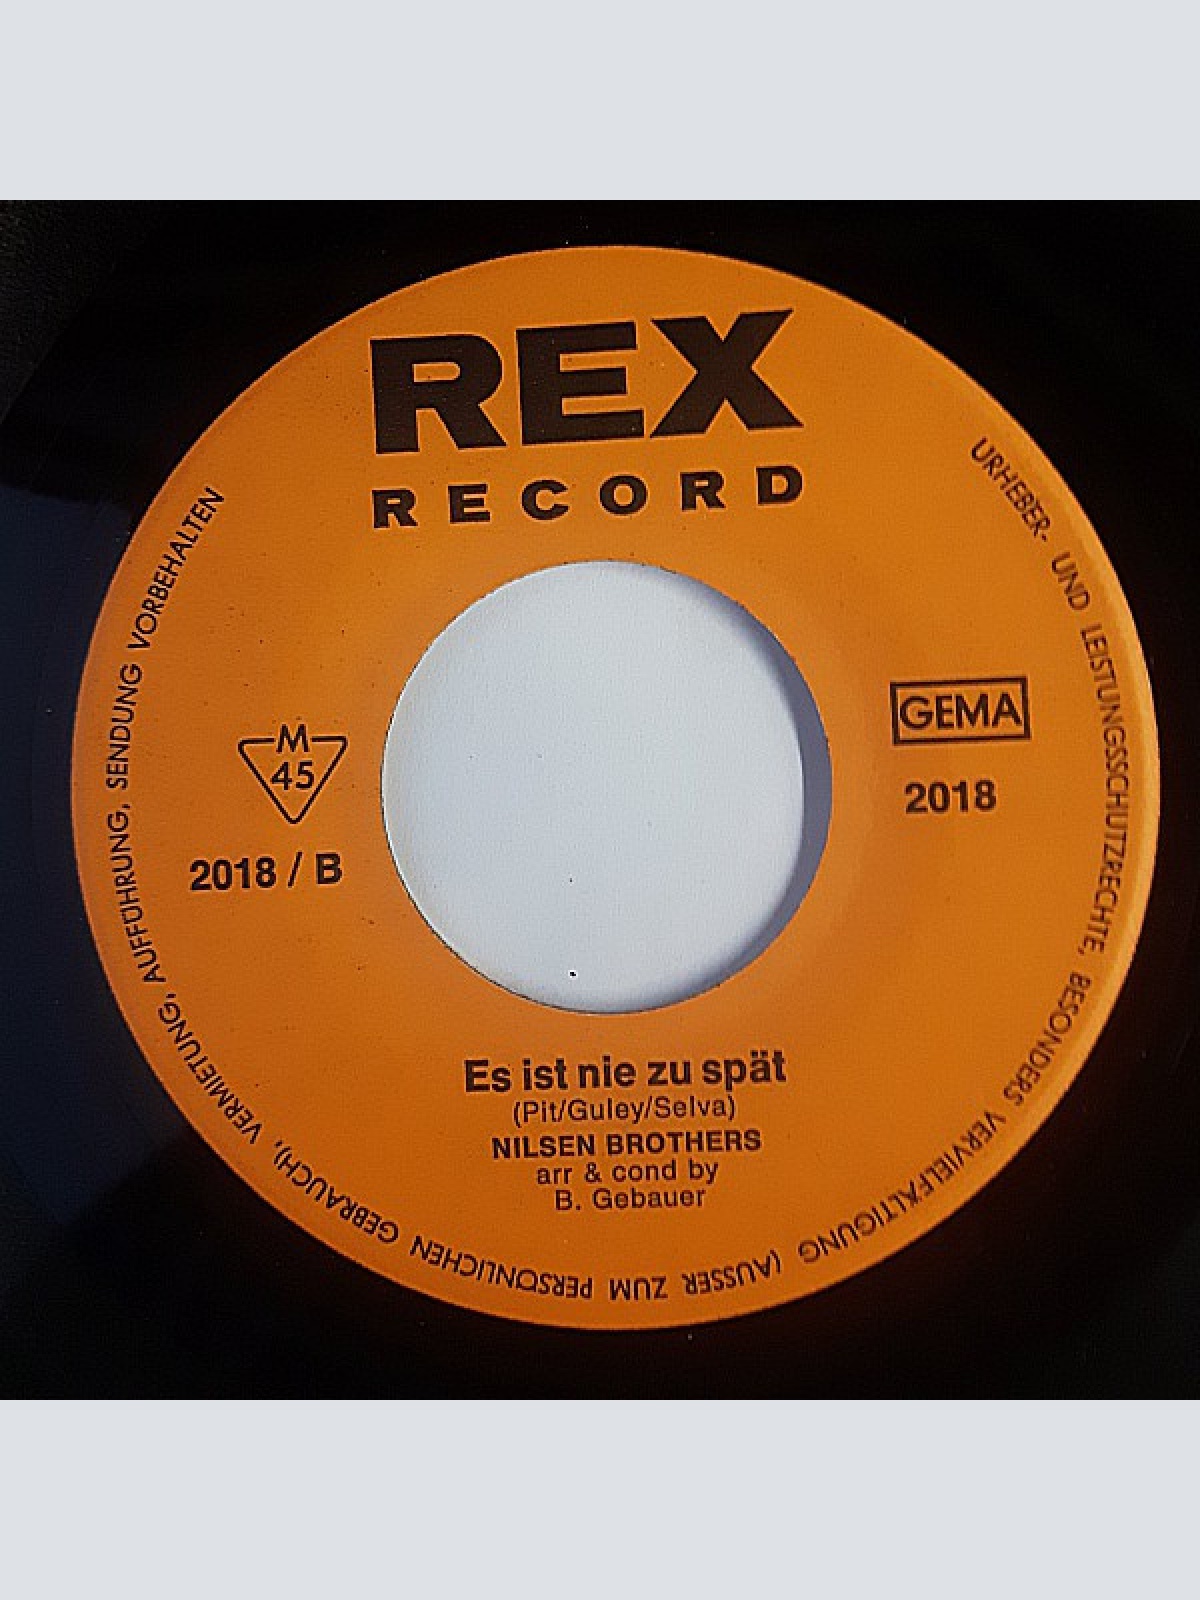 REX
RECORD
URHEBER- UND LEISTUNGSSCHUTZRECHTE, BESONDERS VERVIELFÄLTIGUNG (AUSSER ZUM PERSÖNLICHEN GEBRAUCH), VERMIETUNG, AUFFÜHRUNG, SENDUNG VORBEHALTEN
M
45
2018 / B
GEMA
2018
Es ist nie zu spät
(Pit/Guley/Selva)
NILSEN BROTHERS
arr & cond by
B. Gebauer